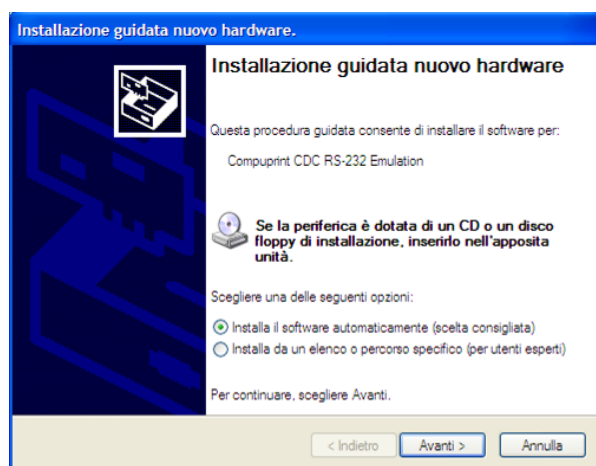 Installazione guidata nuovo hardware.
Installazione guidata nuovo hardware
Questa procedura guidata consente di installare il software per:
Compuprint CDC RS-232 Emulation
Se la periferica è dotata di un CD o un disco
floppy di installazione, inserirlo nell'apposita
unità.
Scegliere una delle seguenti opzioni:
Installa il software automaticamente (scelta consigliata)
Installa da un elenco o percorso specifico (per utenti esperti)
Per continuare, scegliere Avanti.
< Indietro Avanti > Annulla